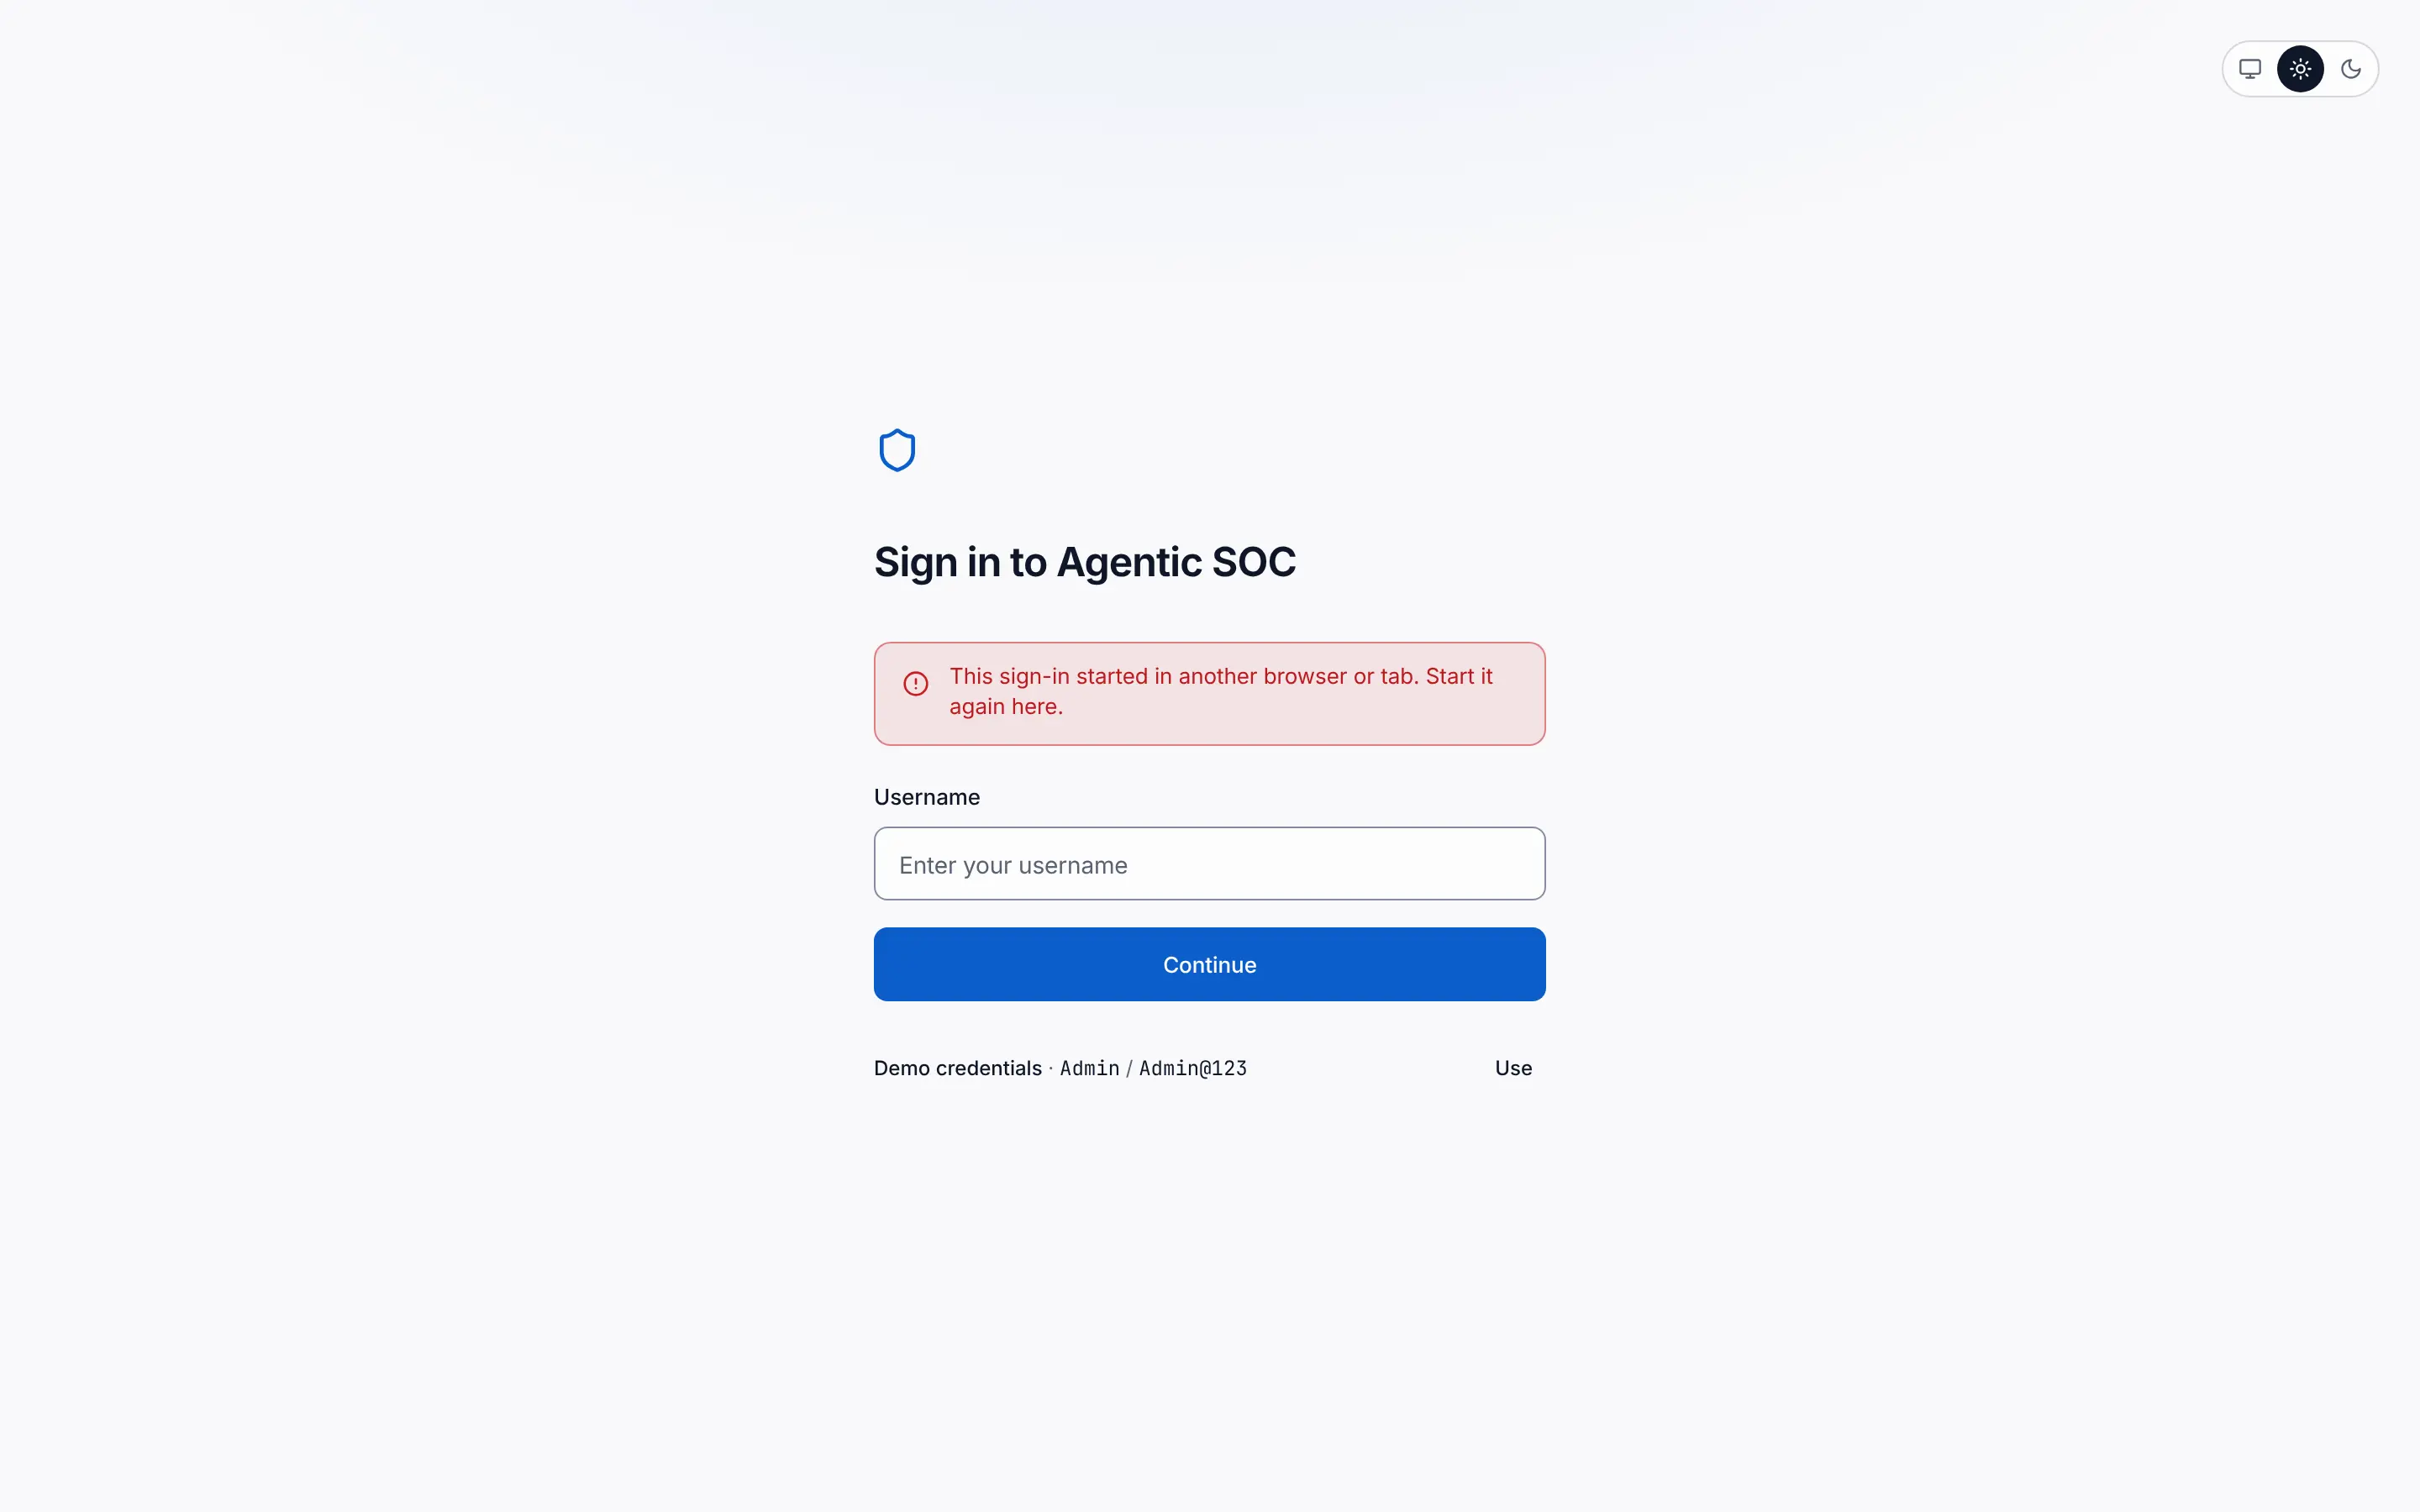 Sign in to Agentic SOC
This sign-in started in another browser or tab. Start it
again here.
Username
Enter your username
Continue
Demo credentials · Admin / Admin@123 Use